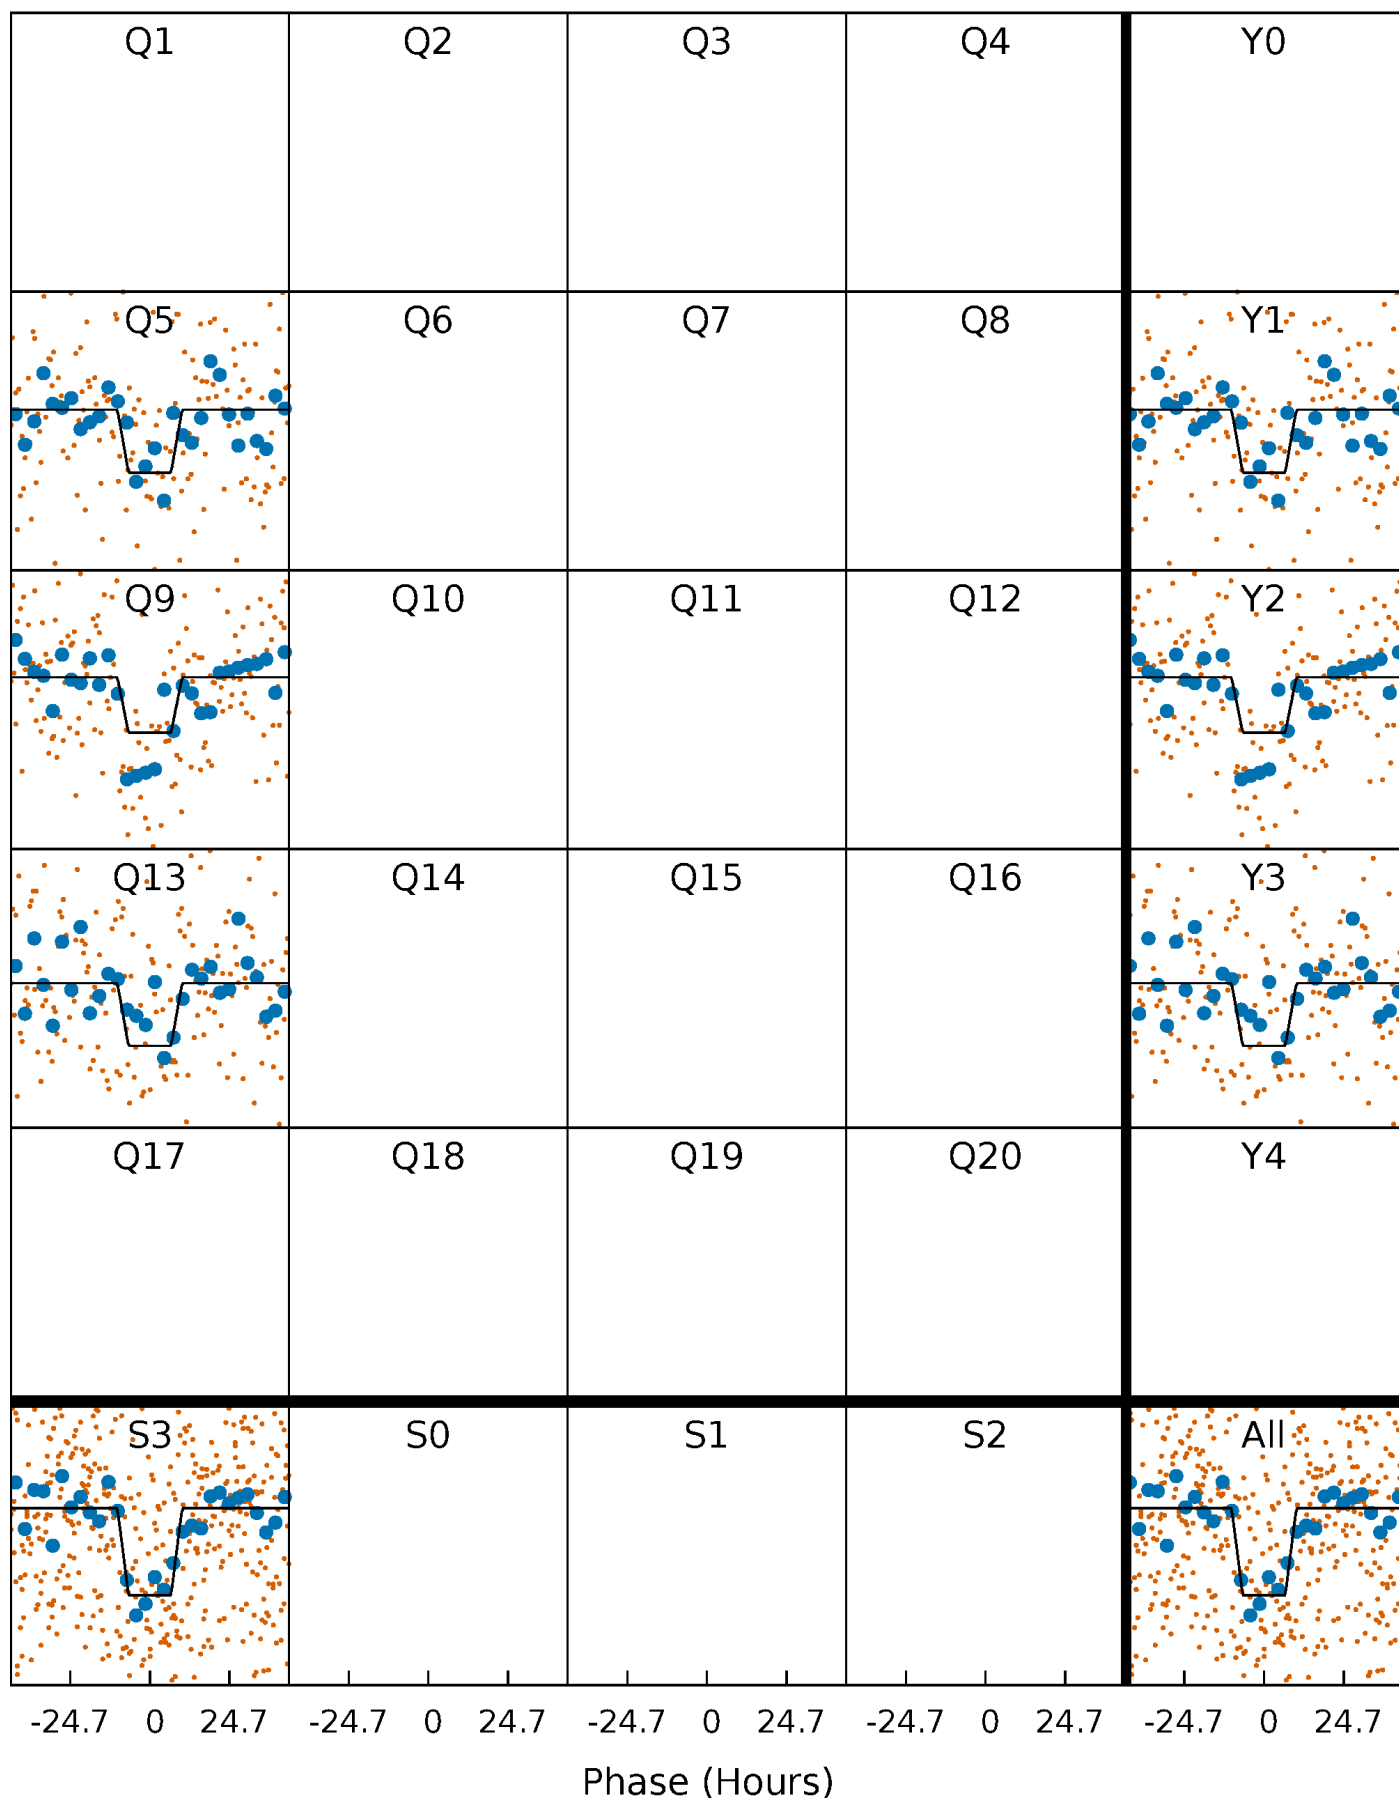 Q1 Q2 Q3 Q4 Y0
Q5 Q6 Q7 Q8 Y1
Q9 Q10 Q11 Q12 Y2
Q13 Q14 Q15 Q16 Y3
Q17 Q18 Q19 Q20 Y4
S3 S0 S1 S2 All
-24.7 0 24.7 -24.7 0 24.7 -24.7 0 24.7 -24.7 0 24.7 -24.7 0 24.7
Phase (Hours)